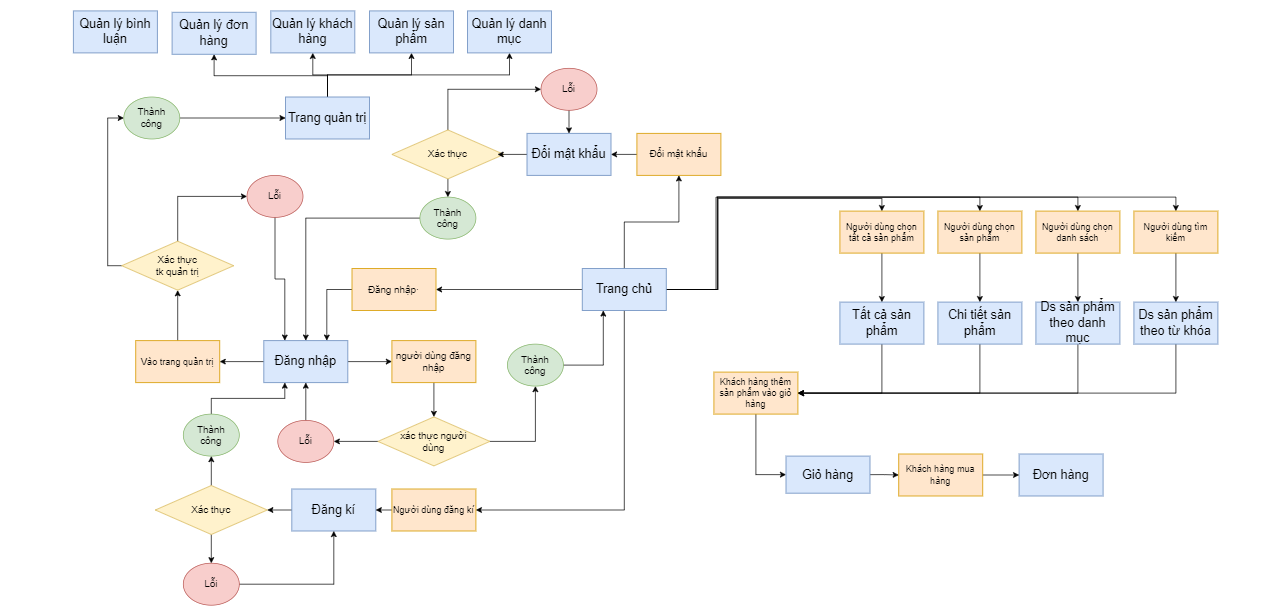 Quản lý bình
luận
Quản lý đơn
hàng
Quản lý khách
hàng
Quản lý sản
phẩm
Quản lý danh
mục
Thành
công
Trang quản trị
Lỗi
Xác thực
Đổi mật khẩu
Đổi mật khẩu
Thành
công
Lỗi
Xác thực
tk quản trị
Người dùng chọn
tất cả sản phẩm
Người dùng chọn
sản phẩm
Người dùng chọn
danh sách
Người dùng tìm
kiếm
Đăng nhập·
Trang chủ
Tất cả sản
phẩm
Chi tiết sản
phẩm
Ds sản phẩm
theo danh
mục
Ds sản phẩm
theo từ khóa
Vào trang quản trị
Đăng nhập
người dùng đăng
nhập
Thành
công
Khách hàng thêm
sản phẩm vào giỏ
hàng
Thành
công
Lỗi
xác thực người
dùng
Giỏ hàng
Khách hàng mua
hàng
Đơn hàng
Xác thực
Đăng kí
Người dùng đăng kí
Lỗi